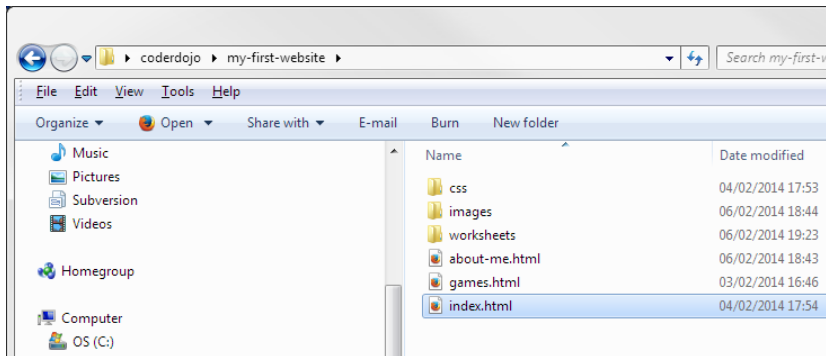 coderdojo my-first-website
Search my-first-w
File Edit View Tools Help
Organize Open Share with E-mail Burn New folder
Music
Pictures
Subversion
Videos
Homegroup
Computer
OS (C:)
Name Date modified
css 04/02/2014 17:53
images 06/02/2014 18:44
worksheets 06/02/2014 19:23
about-me.html 06/02/2014 18:43
games.html 03/02/2014 16:46
index.html 04/02/2014 17:54